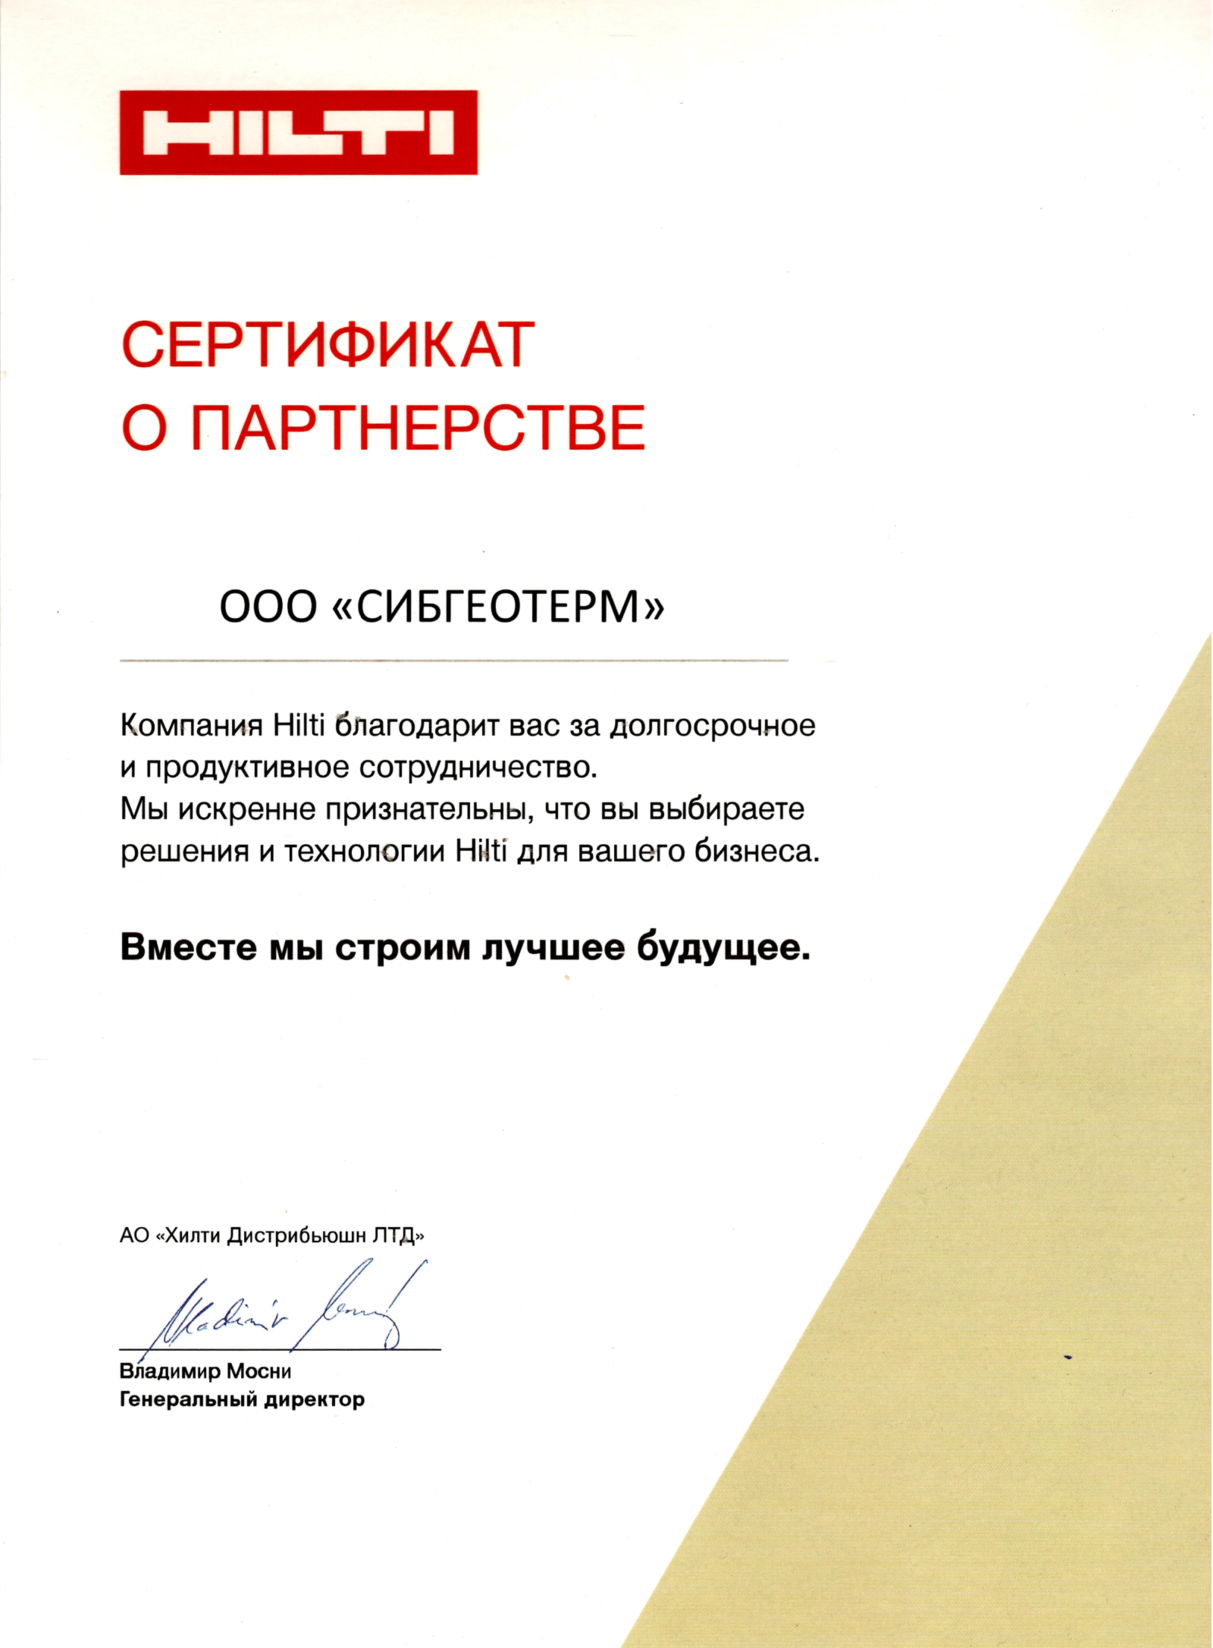 HILTI
СЕРТИФИКАТ
О ПАРТНЕРСТВЕ
ООО «СИБГЕОТЕРМ»
Компания Hilti благодарит вас за долгосрочное
и продуктивное сотрудничество.
Мы искренне признательны, что вы выбираете
решения и технологии Hilti для вашего бизнеса.
Вместе мы строим лучшее будущее.
АО «Хилти Дистрибьюшн ЛТД»
Vladimir
Владимир Мосни
Генеральный директор